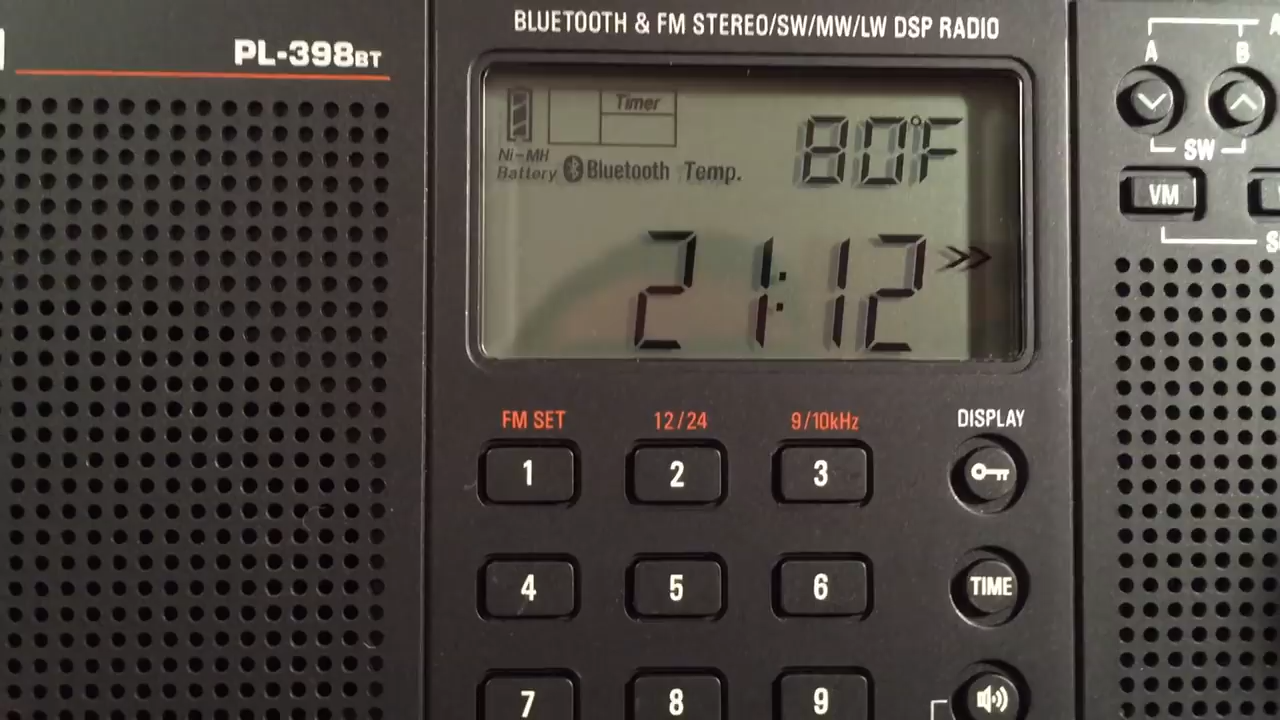 BLUETOOTH & FM STEREO/SW/MW/LW DSP RADIO
PL-398BT
Timer
80°F
Ni-MH
Battery
Bluetooth Temp.
21:12
A B
SW
VM
FM SET 12/24 9/10kHz DISPLAY
1 2 3
4 5 6 TIME
7 8 9